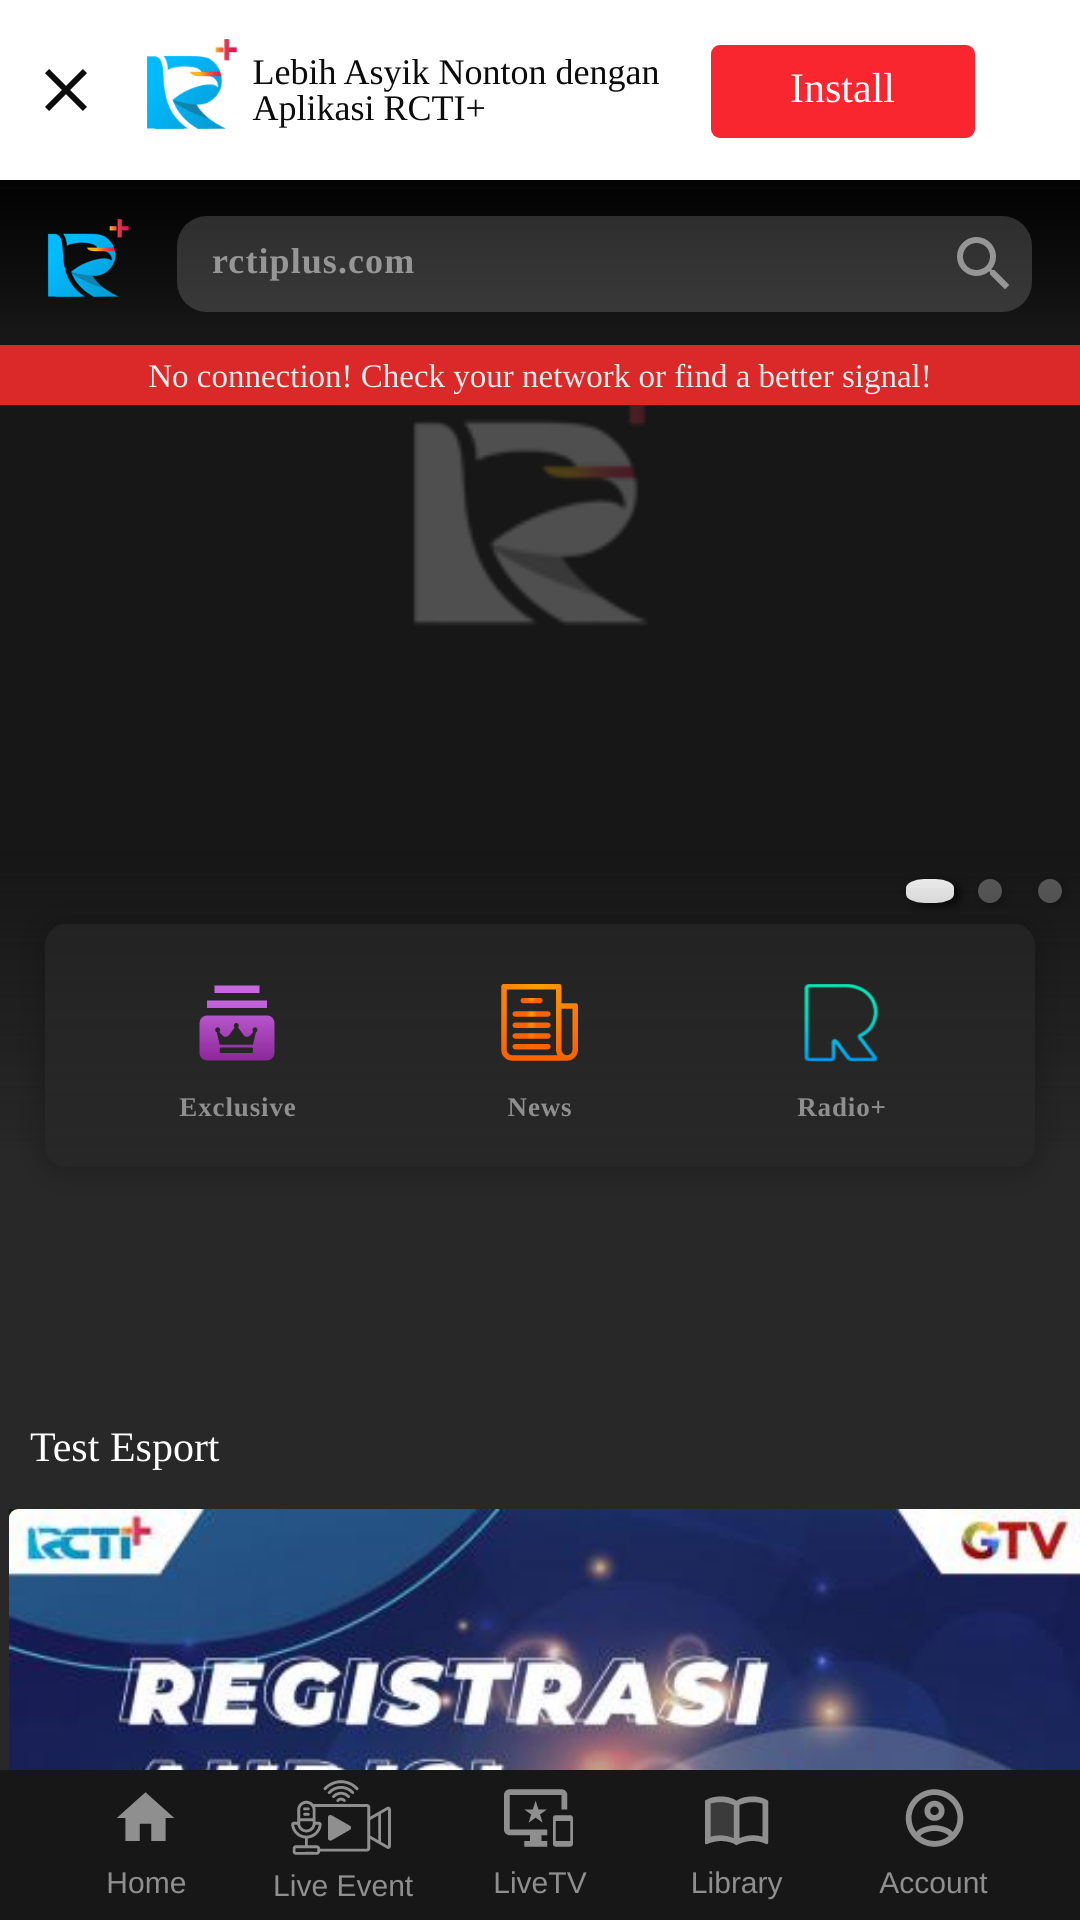 Lebih Asyik Nonton dengan
Aplikasi RCTI+
Install
rctiplus.com
No connection! Check your network or find a better signal!
Exclusive
News
Radio+
Test Esport
RCTI+
GTV
REGISTRASI
Home
Live Event
LiveTV
Library
Account